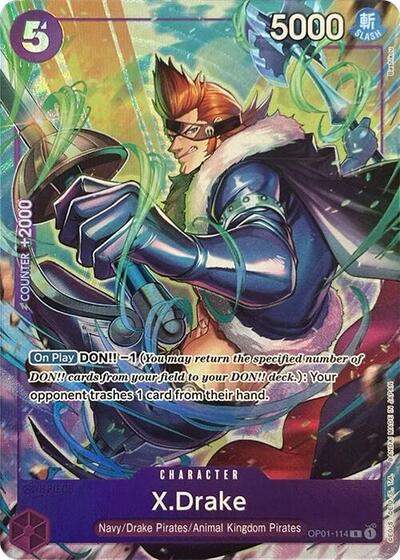 5
5000
斬
SLASH
COUNTER +2000
On Play DON!! −1 (You may return the specified number of
DON!! cards from your field to your DON!! deck.): Your
opponent trashes 1 card from their hand.
CHARACTER
X.Drake
Navy/Drake Pirates/Animal Kingdom Pirates
OP01-114 R 1